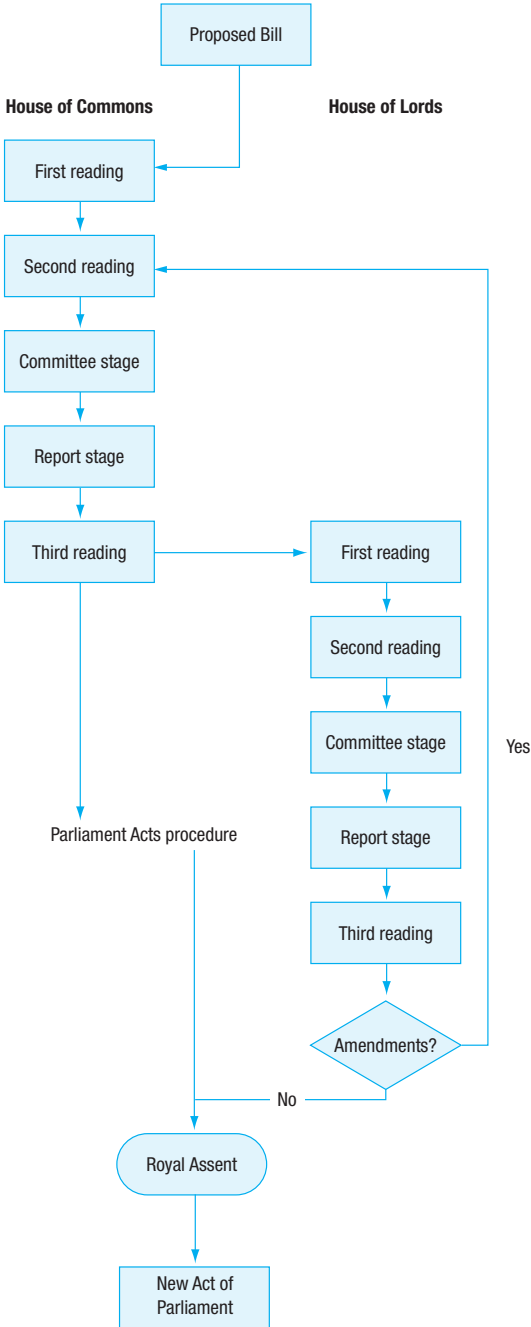 Proposed Bill
House of Commons
House of Lords
First reading
Second reading
Committee stage
Report stage
Third reading
First reading
Second reading
Committee stage
Yes
Parliament Acts procedure
Report stage
Third reading
Amendments?
No
Royal Assent
New Act of
Parliament